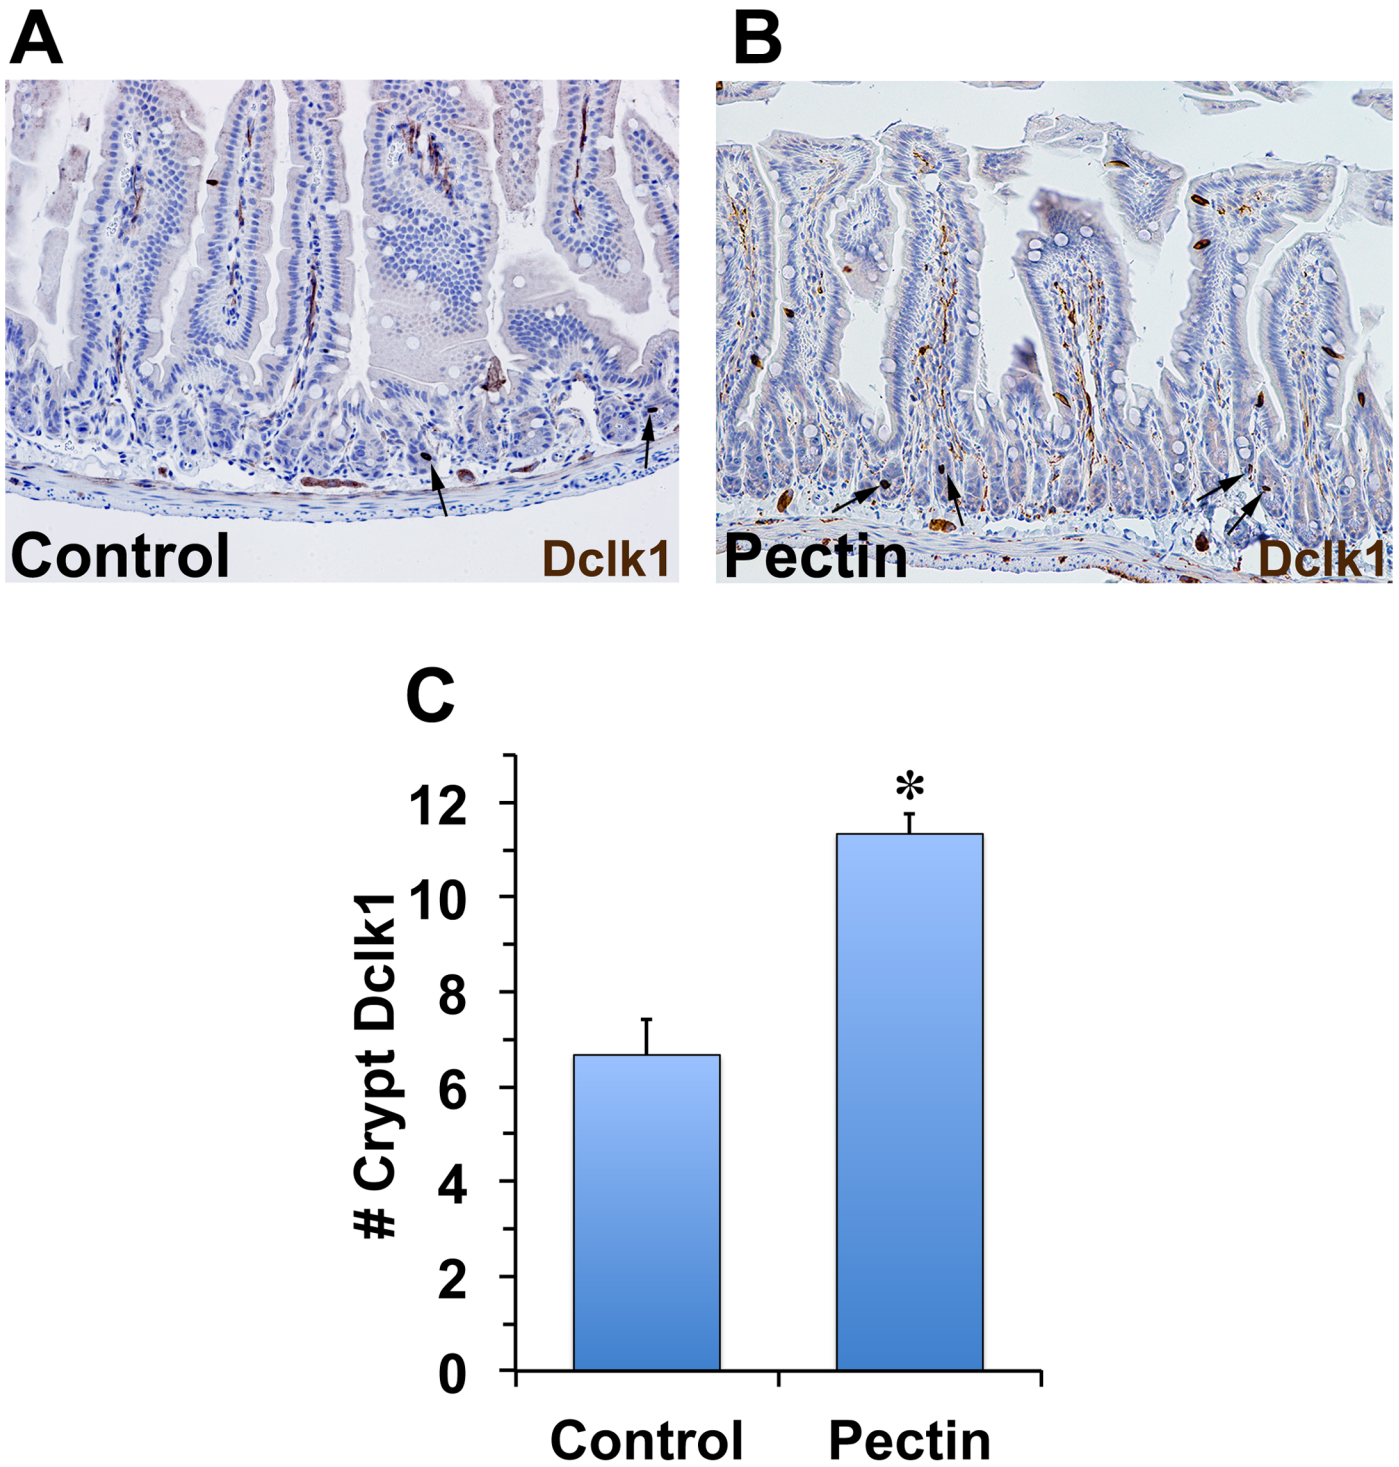 A
B
Control
Dclk1
Pectin
Dclk1
C
*
12
10
8
6
4
2
0
# Crypt Dclk1
Control
Pectin